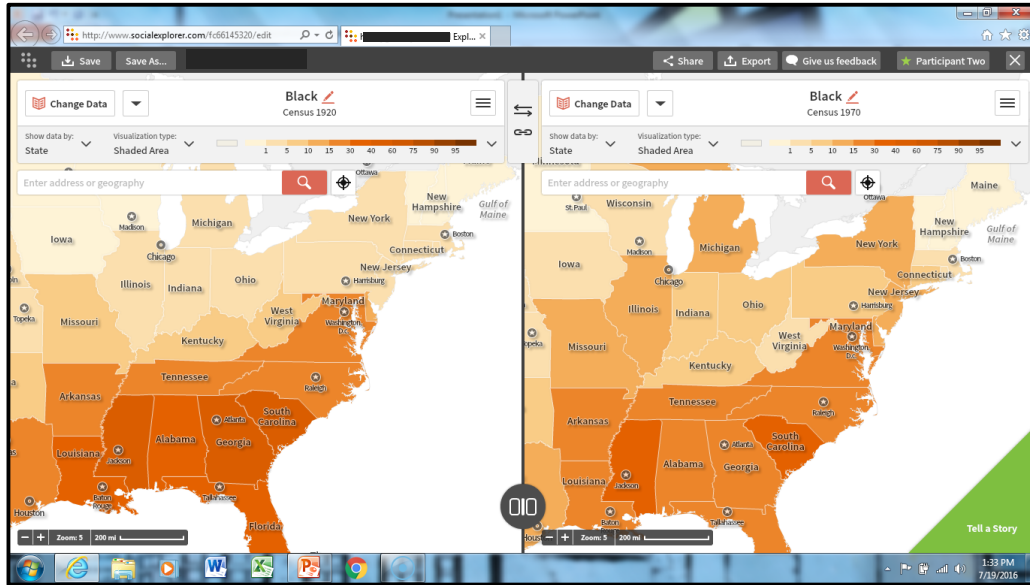 Presentation1 - Microsoft PowerPoint
http://www.socialexplorer.com/fc66145320/edit
Expl...
Save
Save As...
Share
Export
Give us feedback
Participant Two
Change Data
Black
Census 1920
Show data by:
State
Visualization type:
Shaded Area
1 5 10 15 30 40 60 75 90 95
Enter address or geography
Ottawa
New Hampshire
Gulf of Maine
Madison
Michigan
New York
Boston
Iowa
Chicago
Connecticut
New Jersey
Illinois
Indiana
Ohio
Harrisburg
Maryland
Topeka
Missouri
West Virginia
Washington D.C.
Kentucky
Tennessee
Raleigh
Arkansas
South Carolina
Atlanta
Alabama
Georgia
Louisiana
Jackson
Baton Rouge
Tallahassee
Houston
Florida
Zoom: 5
200 mi
Change Data
Black
Census 1970
Show data by:
State
Visualization type:
Shaded Area
1 5 10 15 30 40 60 75 90 95
Enter address or geography
Ottawa
Maine
St. Paul
Wisconsin
New Hampshire
Gulf of Maine
Madison
Michigan
New York
Boston
Iowa
Chicago
Connecticut
New Jersey
Illinois
Indiana
Ohio
Harrisburg
Maryland
West Virginia
Washington D.C.
Topeka
Missouri
Kentucky
Tennessee
Raleigh
Arkansas
South Carolina
Atlanta
Alabama
Georgia
Louisiana
Jackson
Baton
Tallahassee
Zoom: 5
200 mi
Tell a Story
1:33 PM
7/19/2016